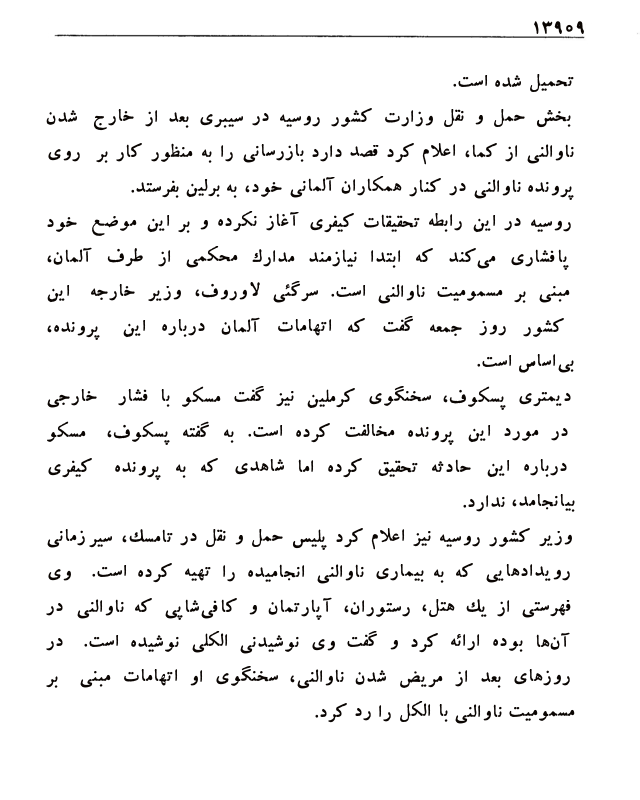 ۱۳۹۰۹
تحمیل شده است.
بخش حمل و نقل وزارت کشور روسیه در سیبری بعد از خارج شدن
ناوالنی از کما، اعلام کرد قصد دارد بازرسانی را به منظور کار بر روی
پرونده ناوالنی در کنار همکاران آلمانی خود، به برلین بفرستد.
روسیه در این رابطه تحقیقات کیفری آغاز نکرده و بر این موضع خود
پافشاری می‌کند که ابتدا نیازمند مدارك محکمی از طرف آلمان،
مبنی بر مسمومیت ناوالنی است. سرگئی لاوروف، وزیر خارجه این
کشور روز جمعه گفت که اتهامات آلمان درباره این پرونده،
بی‌اساس است.
دیمتری پسکوف، سخنگوی کرملین نیز گفت مسکو با فشار خارجی
در مورد این پرونده مخالفت کرده است. به گفته پسکوف، مسکو
درباره این حادثه تحقیق کرده اما شاهدی که به پرونده کیفری
بیانجامد، ندارد.
وزیر کشور روسیه نیز اعلام کرد پلیس حمل و نقل در تامسك، سیر زمانی
رویدادهایی که به بیماری ناوالنی انجامیده را تهیه کرده است. وی
فهرستی از یك هتل، رستوران، آپارتمان و کافی‌شاپی که ناوالنی در
آن‌ها بوده ارائه کرد و گفت وی نوشیدنی الکلی نوشیده است. در
روزهای بعد از مریض شدن ناوالنی، سخنگوی او اتهامات مبنی بر
مسمومیت ناوالنی با الکل را رد کرد.